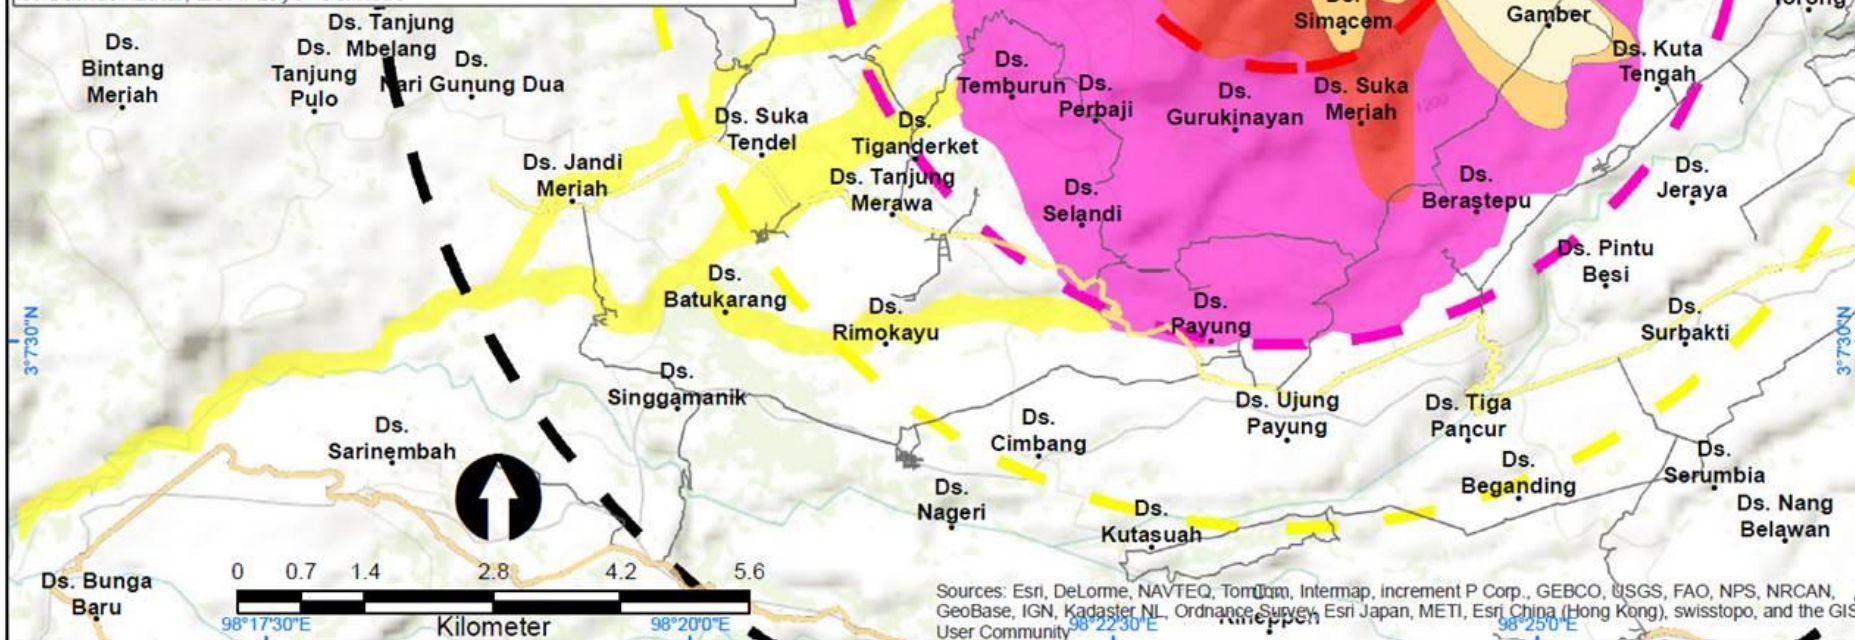 Simacem
Gamber
Ds. Tanjung
Mbelang
Ds.
Bintang
Meriah
Ds.
Tanjung
Pulo
Ds.
Nari Gunung Dua
Ds. Kuta
Tengah
Ds.
Temburun
Ds.
Perbaji
Ds.
Gurukinayan
Ds. Suka
Meriah
1200
Ds. Suka
Tendel
Ds.
Tiganderket
Ds. Jandi
Meriah
Ds. Tanjung
Merawa
Ds.
Selandi
Ds.
Berastepu
Ds.
Jeraya
Ds. Pintu
Besi
Ds.
Batukarang
Ds.
Rimokayu
Ds.
Payung
Ds.
Surbakti
3°7'30"N
3°7'30"N
Ds.
Singgamanik
Ds.
Sarinembah
Ds.
Cimbang
Ds. Ujung
Payung
Ds. Tiga
Pancur
Ds.
Beganding
Ds.
Serumbia
Ds. Nang
Belawan
Ds.
Nageri
Ds.
Kutasuah
Ds. Bunga
Baru
0 0.7 1.4 2.8 4.2 5.6
Kilometer
Sources: Esri, DeLorme, NAVTEQ, TomTom, Intermap, increment P Corp., GEBCO, USGS, FAO, NPS, NRCAN,
GeoBase, IGN, Kadaster NL, Ordnance Survey, Esri Japan, METI, Esri China (Hong Kong), swisstopo, and the GIS
User Community
98°17'30"E
98°20'0"E
98°22'30"E
98°25'0"E